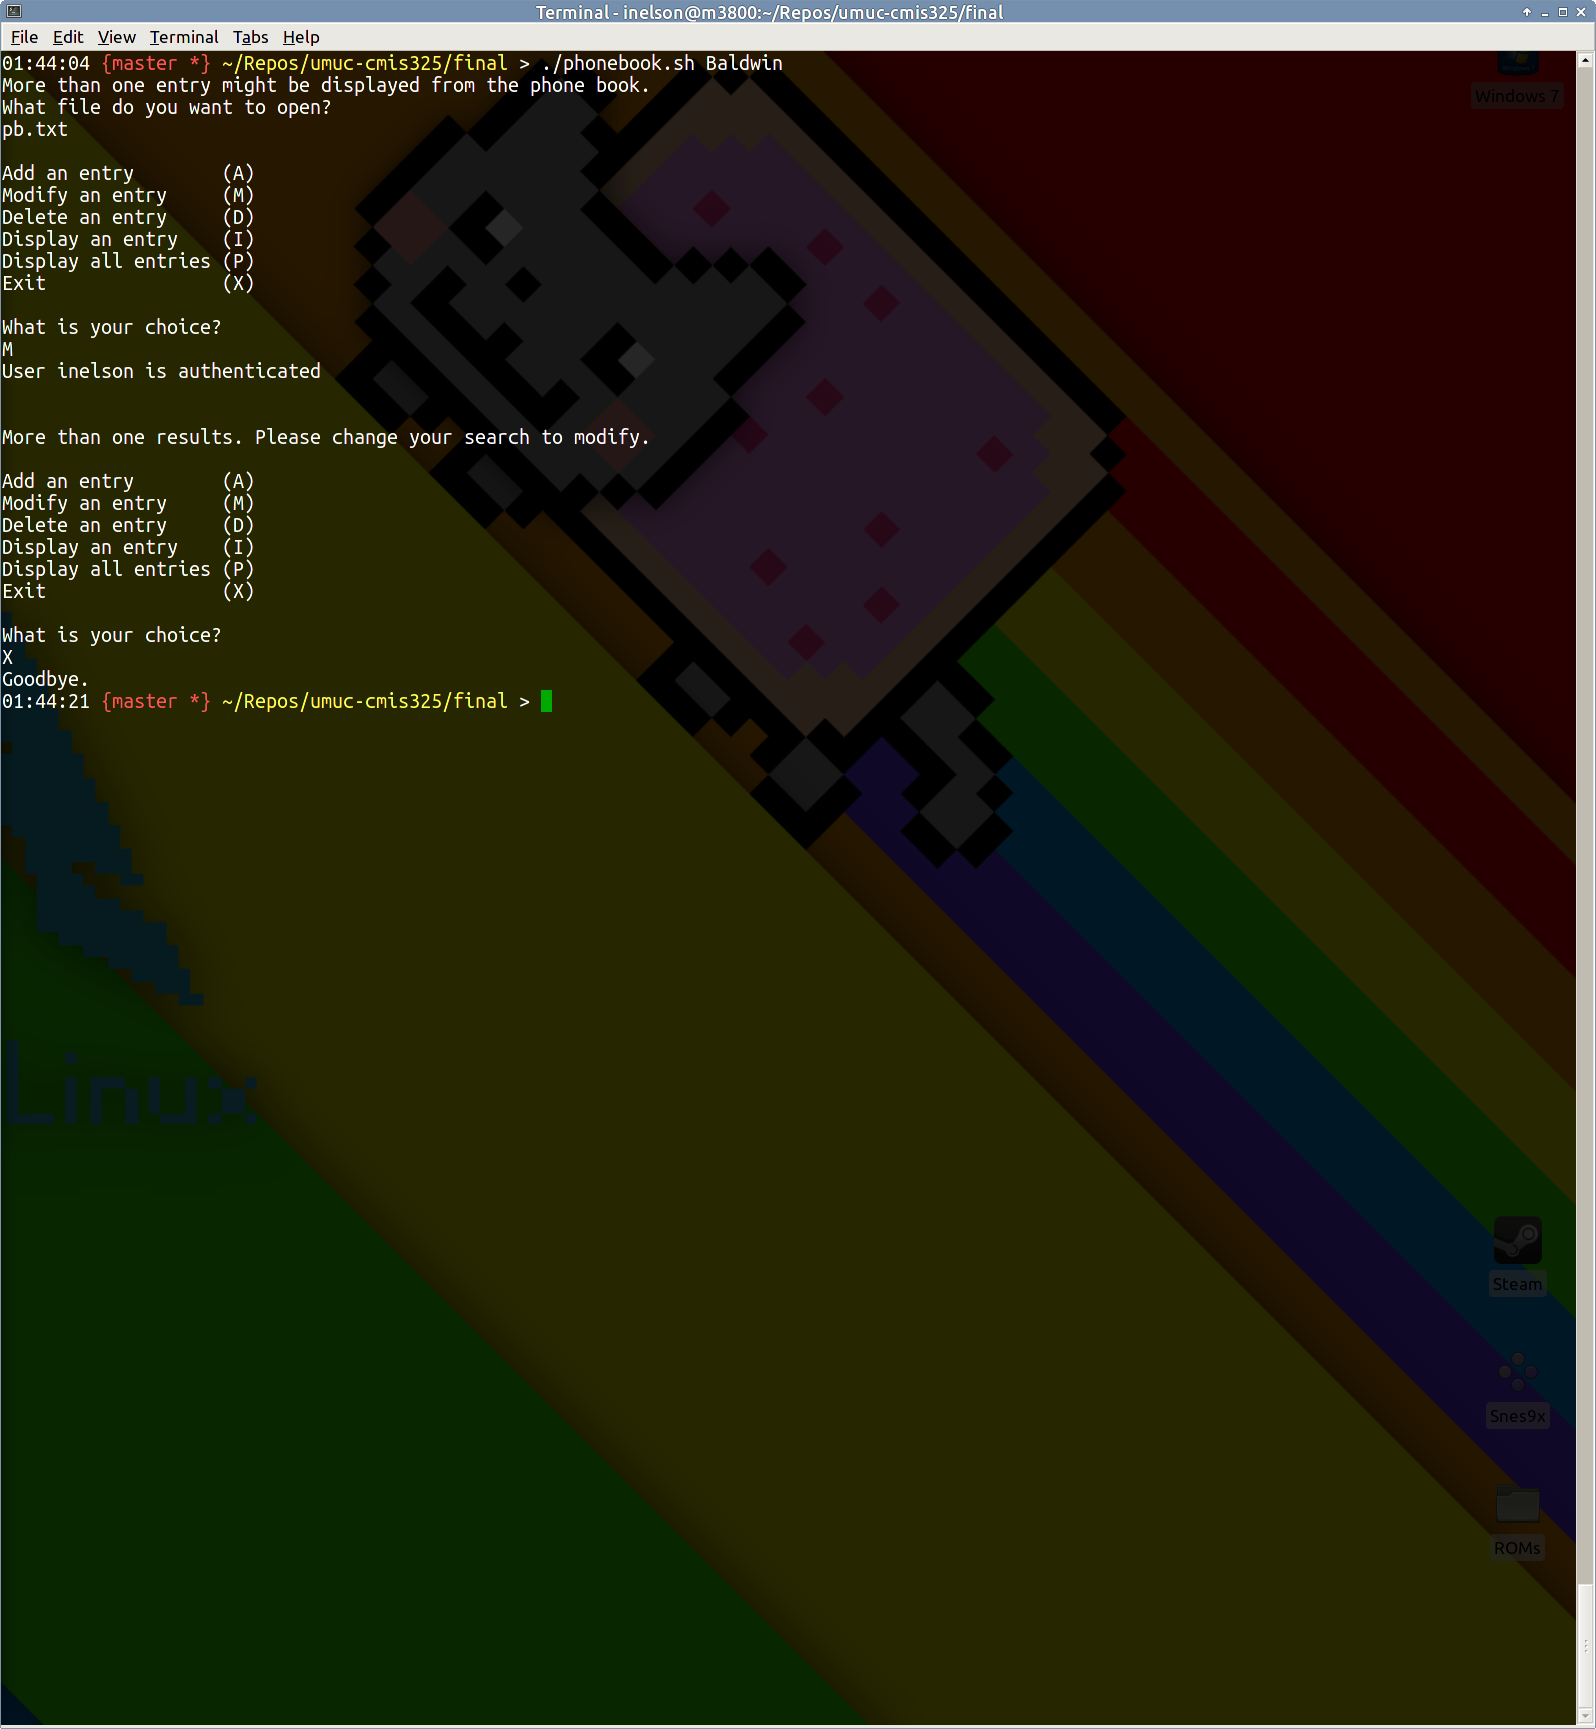 Terminal - inelson@m3800:~/Repos/umuc-cmis325/final
File Edit View Terminal Tabs Help
01:44:04 {master *} ~/Repos/umuc-cmis325/final > ./phonebook.sh Baldwin
More than one entry might be displayed from the phone book.
What file do you want to open?
pb.txt
Add an entry (A)
Modify an entry (M)
Delete an entry (D)
Display an entry (I)
Display all entries (P)
Exit (X)
What is your choice?
M
User inelson is authenticated
More than one results. Please change your search to modify.
Add an entry (A)
Modify an entry (M)
Delete an entry (D)
Display an entry (I)
Display all entries (P)
Exit (X)
What is your choice?
X
Goodbye.
01:44:21 {master *} ~/Repos/umuc-cmis325/final >
Windows 7
Linux
Steam
Snes9x
ROMs